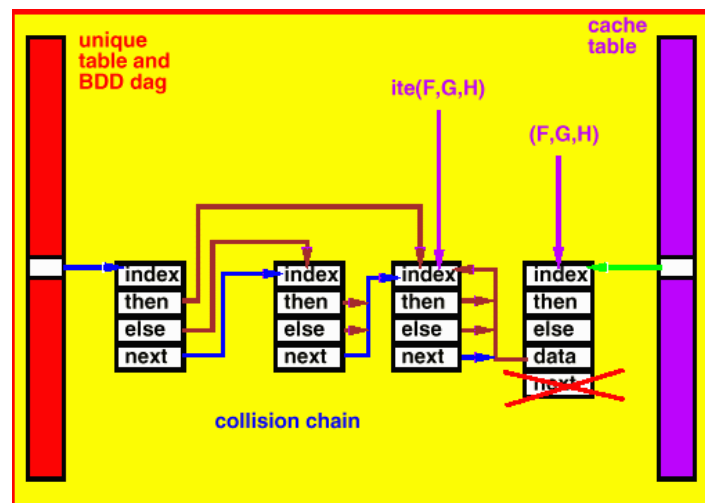 unique
table and
BDD dag
cache
table
ite(F,G,H)
(F,G,H)
index
then
else
next
index
then
else
next
index
then
else
next
index
then
else
data
next
collision chain